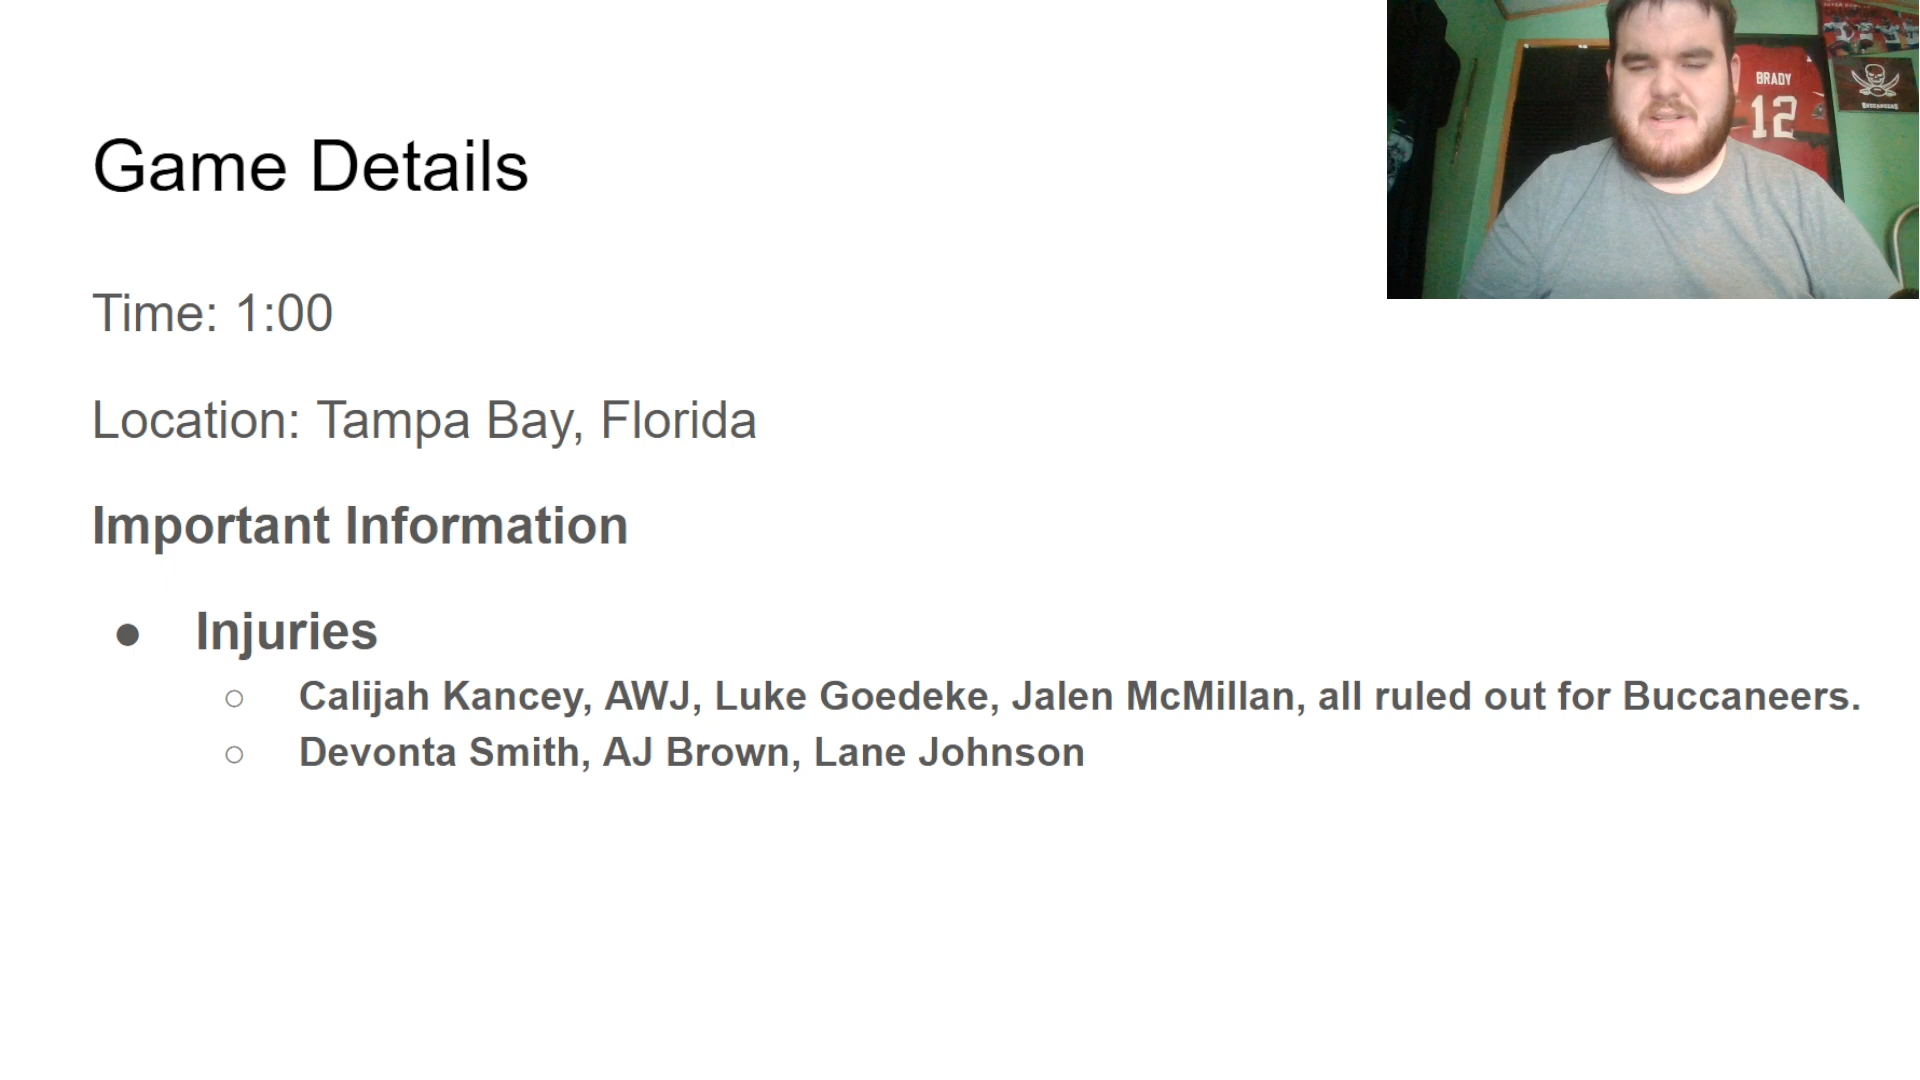 Game Details
Time: 1:00
Location: Tampa Bay, Florida
Important Information
Injuries
Calijah Kancey, AWJ, Luke Goedeke, Jalen McMillan, all ruled out for Buccaneers.
Devonta Smith, AJ Brown, Lane Johnson
BRADY
12
BUCCANEERS